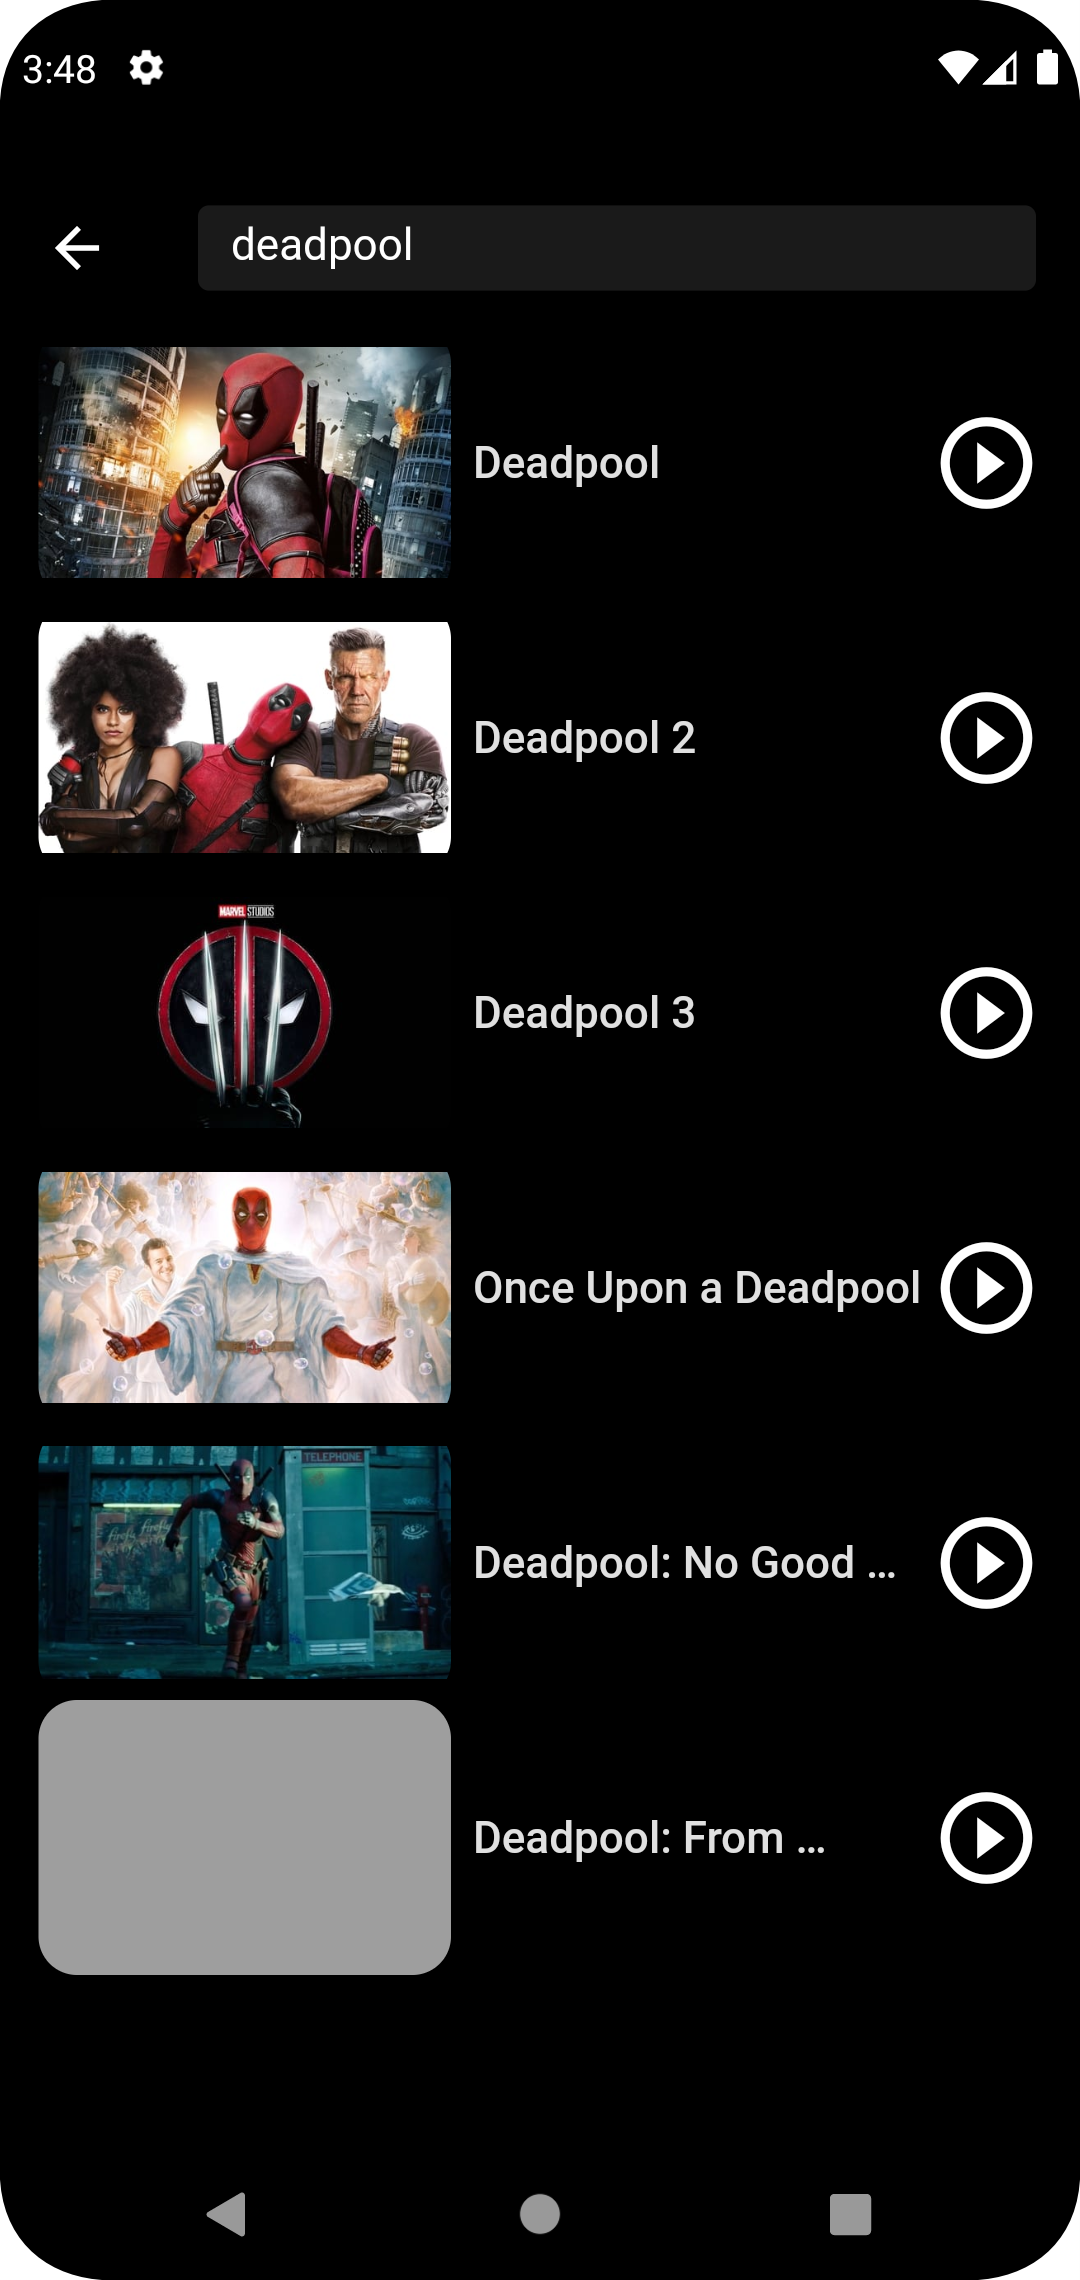 3:48
deadpool
Deadpool
Deadpool 2
MARVEL STUDIOS
Deadpool 3
Once Upon a Deadpool
TELEPHONE
Deadpool: No Good ...
Deadpool: From ...